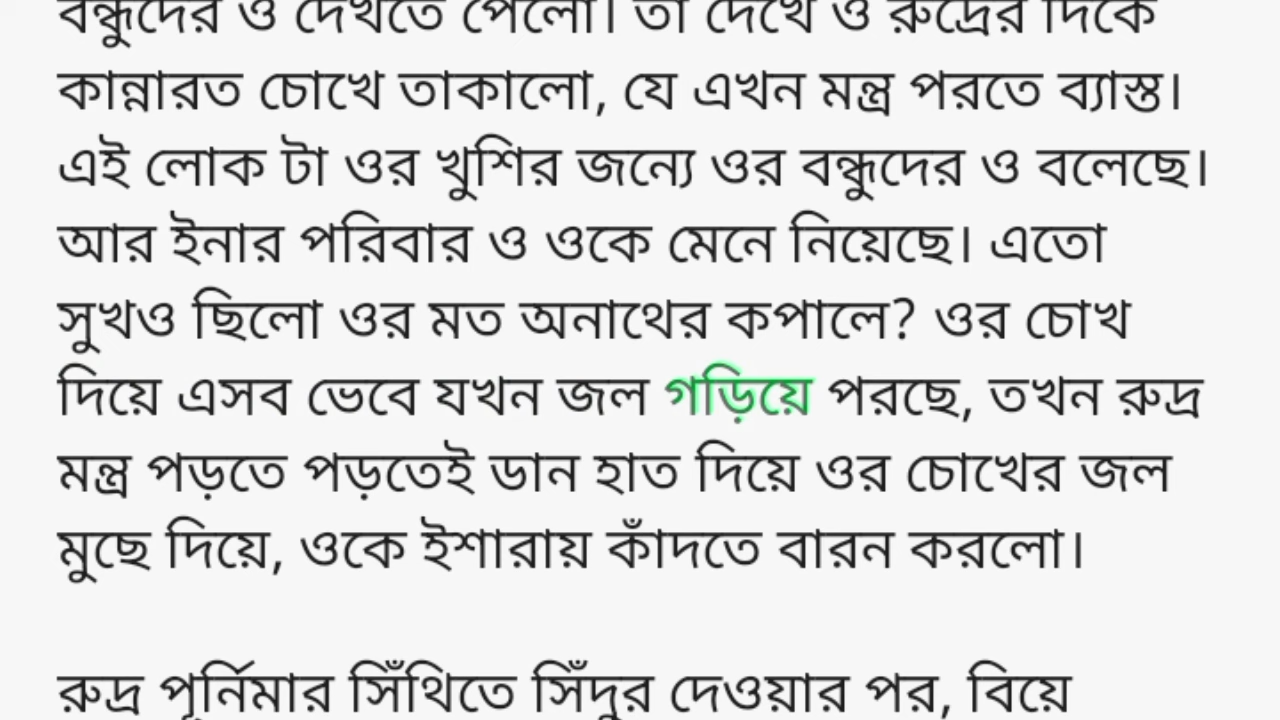 বন্ধুদের ও দেখতে পেলো। তা দেখে ও রুদ্রের দিকে
কান্নারত চোখে তাকালো, যে এখন মন্ত্র পরতে ব্যাস্ত।
এই লোক টা ওর খুশির জন্যে ওর বন্ধুদের ও বলেছে।
আর ইনার পরিবার ও ওকে মেনে নিয়েছে। এতো
সুখও ছিলো ওর মত অনাথের কপালে? ওর চোখ
দিয়ে এসব ভেবে যখন জল গড়িয়ে পরছে, তখন রুদ্র
মন্ত্র পড়তে পড়তেই ডান হাত দিয়ে ওর চোখের জল
মুছে দিয়ে, ওকে ইশারায় কাঁদতে বারন করলো।
রুদ্র পূর্নিমার সিঁথিতে সিঁদুর দেওয়ার পর, বিয়ে